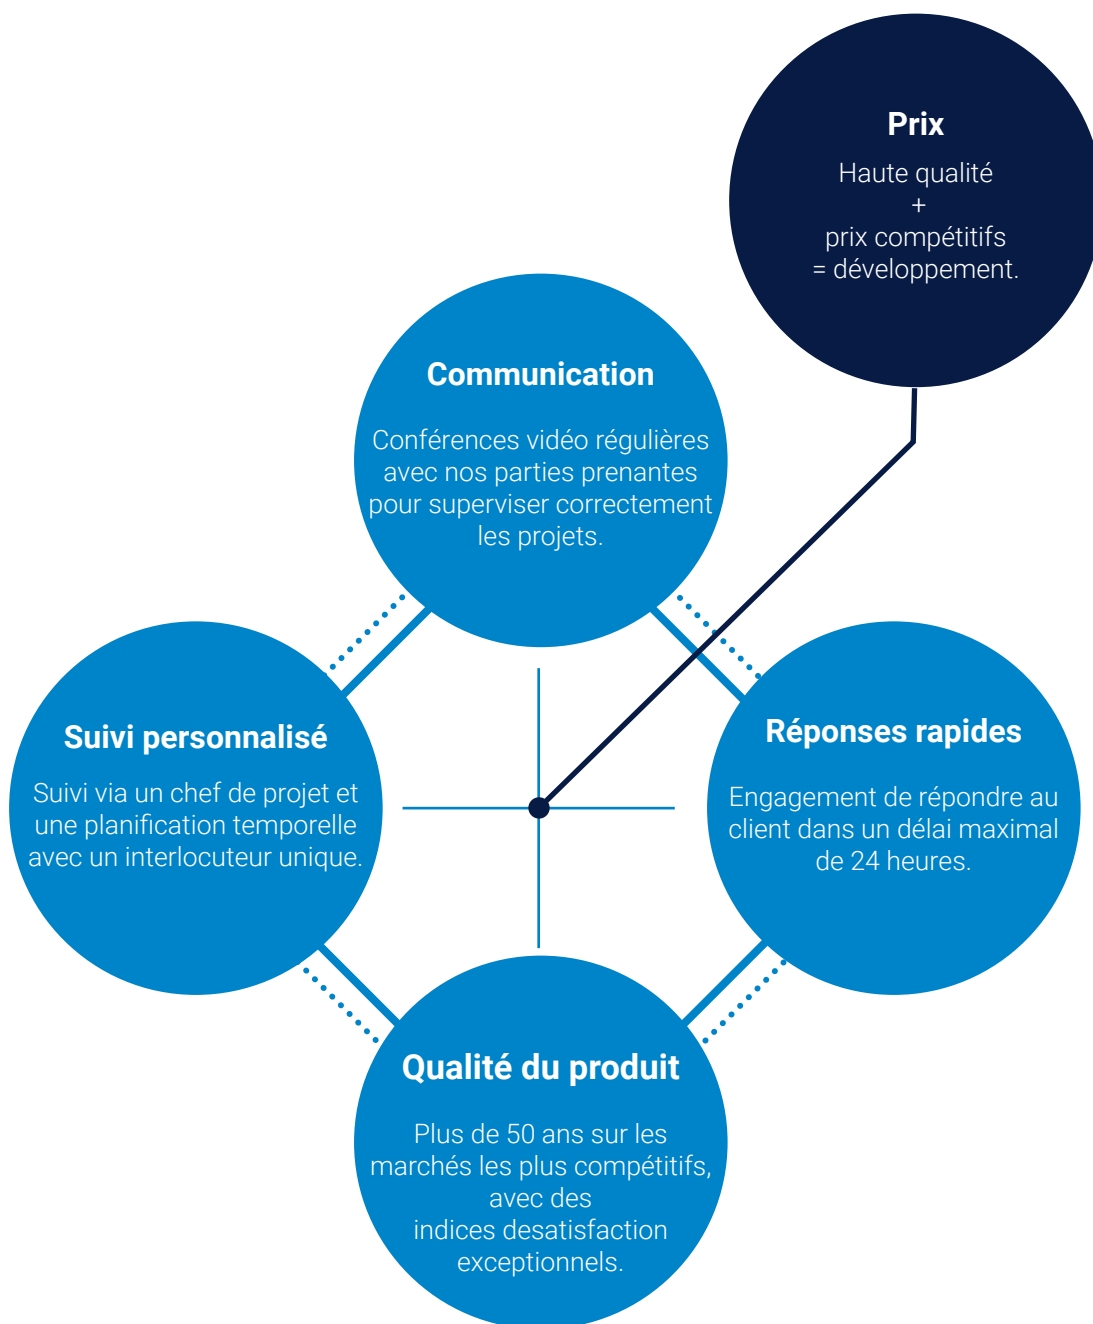 Prix
Haute qualité
+
prix compétitifs
= développement.
Communication
Conférences vidéo régulières
avec nos parties prenantes
pour superviser correctement
les projets.
Suivi personnalisé
Suivi via un chef de projet et
une planification temporelle
avec un interlocuteur unique.
Réponses rapides
Engagement de répondre au
client dans un délai maximal
de 24 heures.
Qualité du produit
Plus de 50 ans sur les
marchés les plus compétitifs,
avec des
indices desatisfaction
exceptionnels.